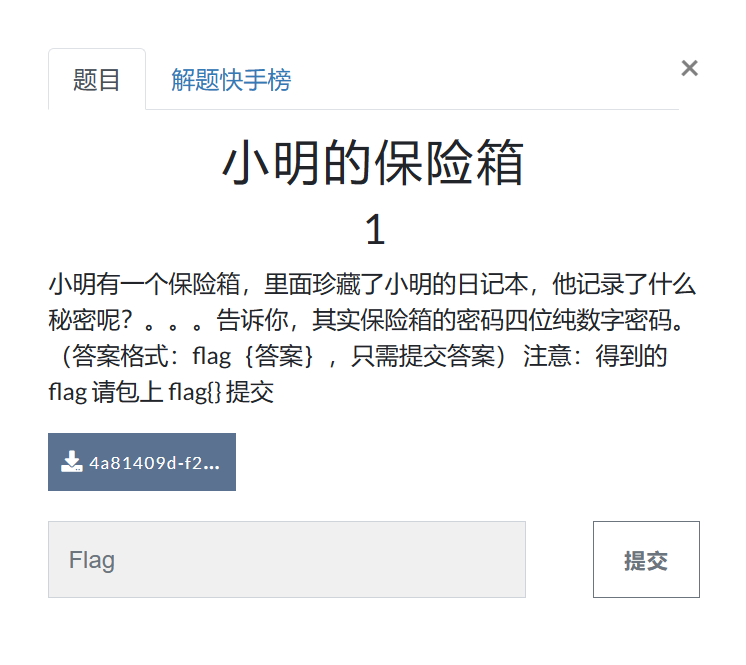 题目 解题快手榜 ×
小明的保险箱
1
小明有一个保险箱，里面珍藏了小明的日记本，他记录了什么
秘密呢？。。。告诉你，其实保险箱的密码四位纯数字密码。
（答案格式：flag｛答案｝，只需提交答案） 注意：得到的
flag 请包上 flag{} 提交
4a81409d-f2...
Flag 提交